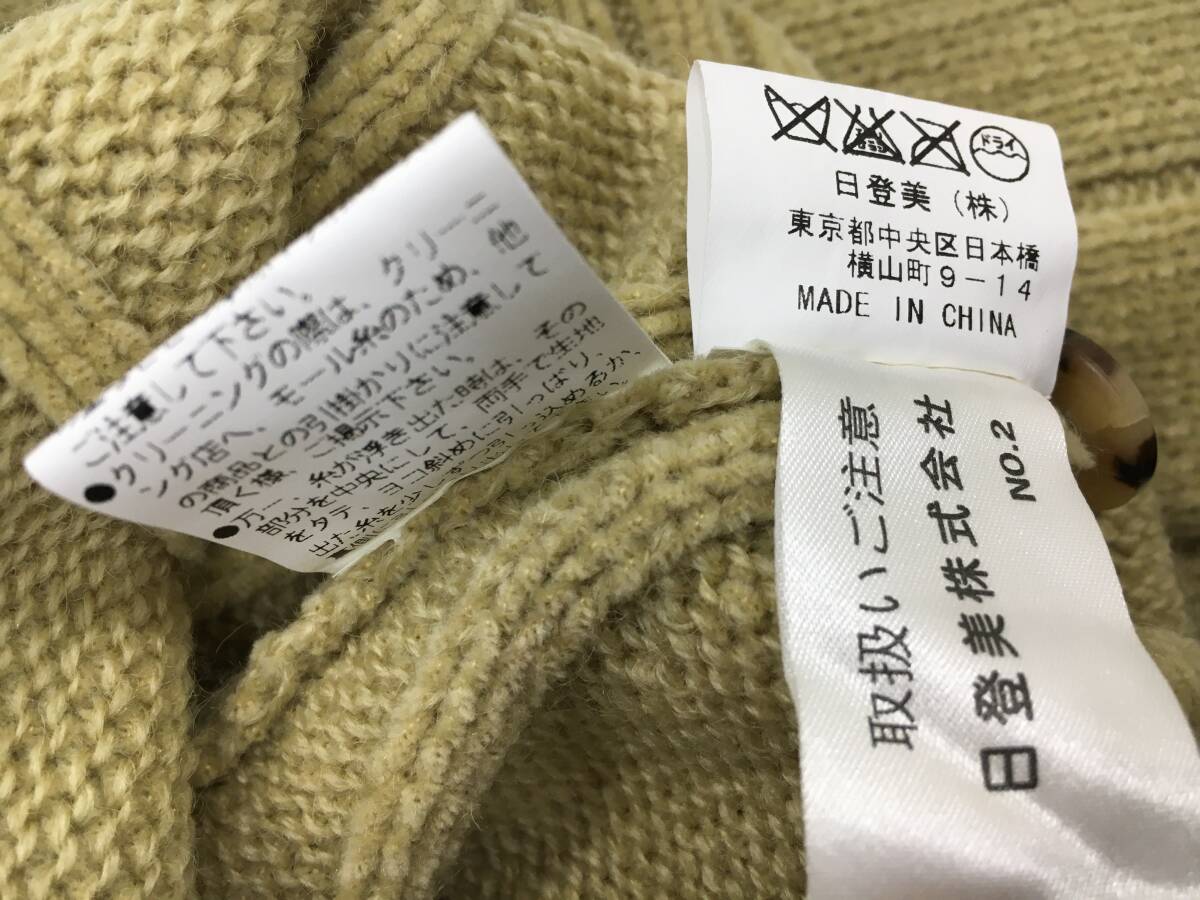 ご注意して下さい。
●クリーニングの際は、クリーニ
ング店へ、モール糸のため、他
の商品との引掛かりに注意して
頂く様、ご掲示下さい。
●万一、糸が浮き出た時は、その
部分を中央にして、両手で生地
をタテ、ヨコ斜めに引っぱり、
ドライ
日登美（株）
東京都中央区日本橋
横山町９－１４
MADE IN CHINA
取扱いご注意
日登美株式会社
NO.2